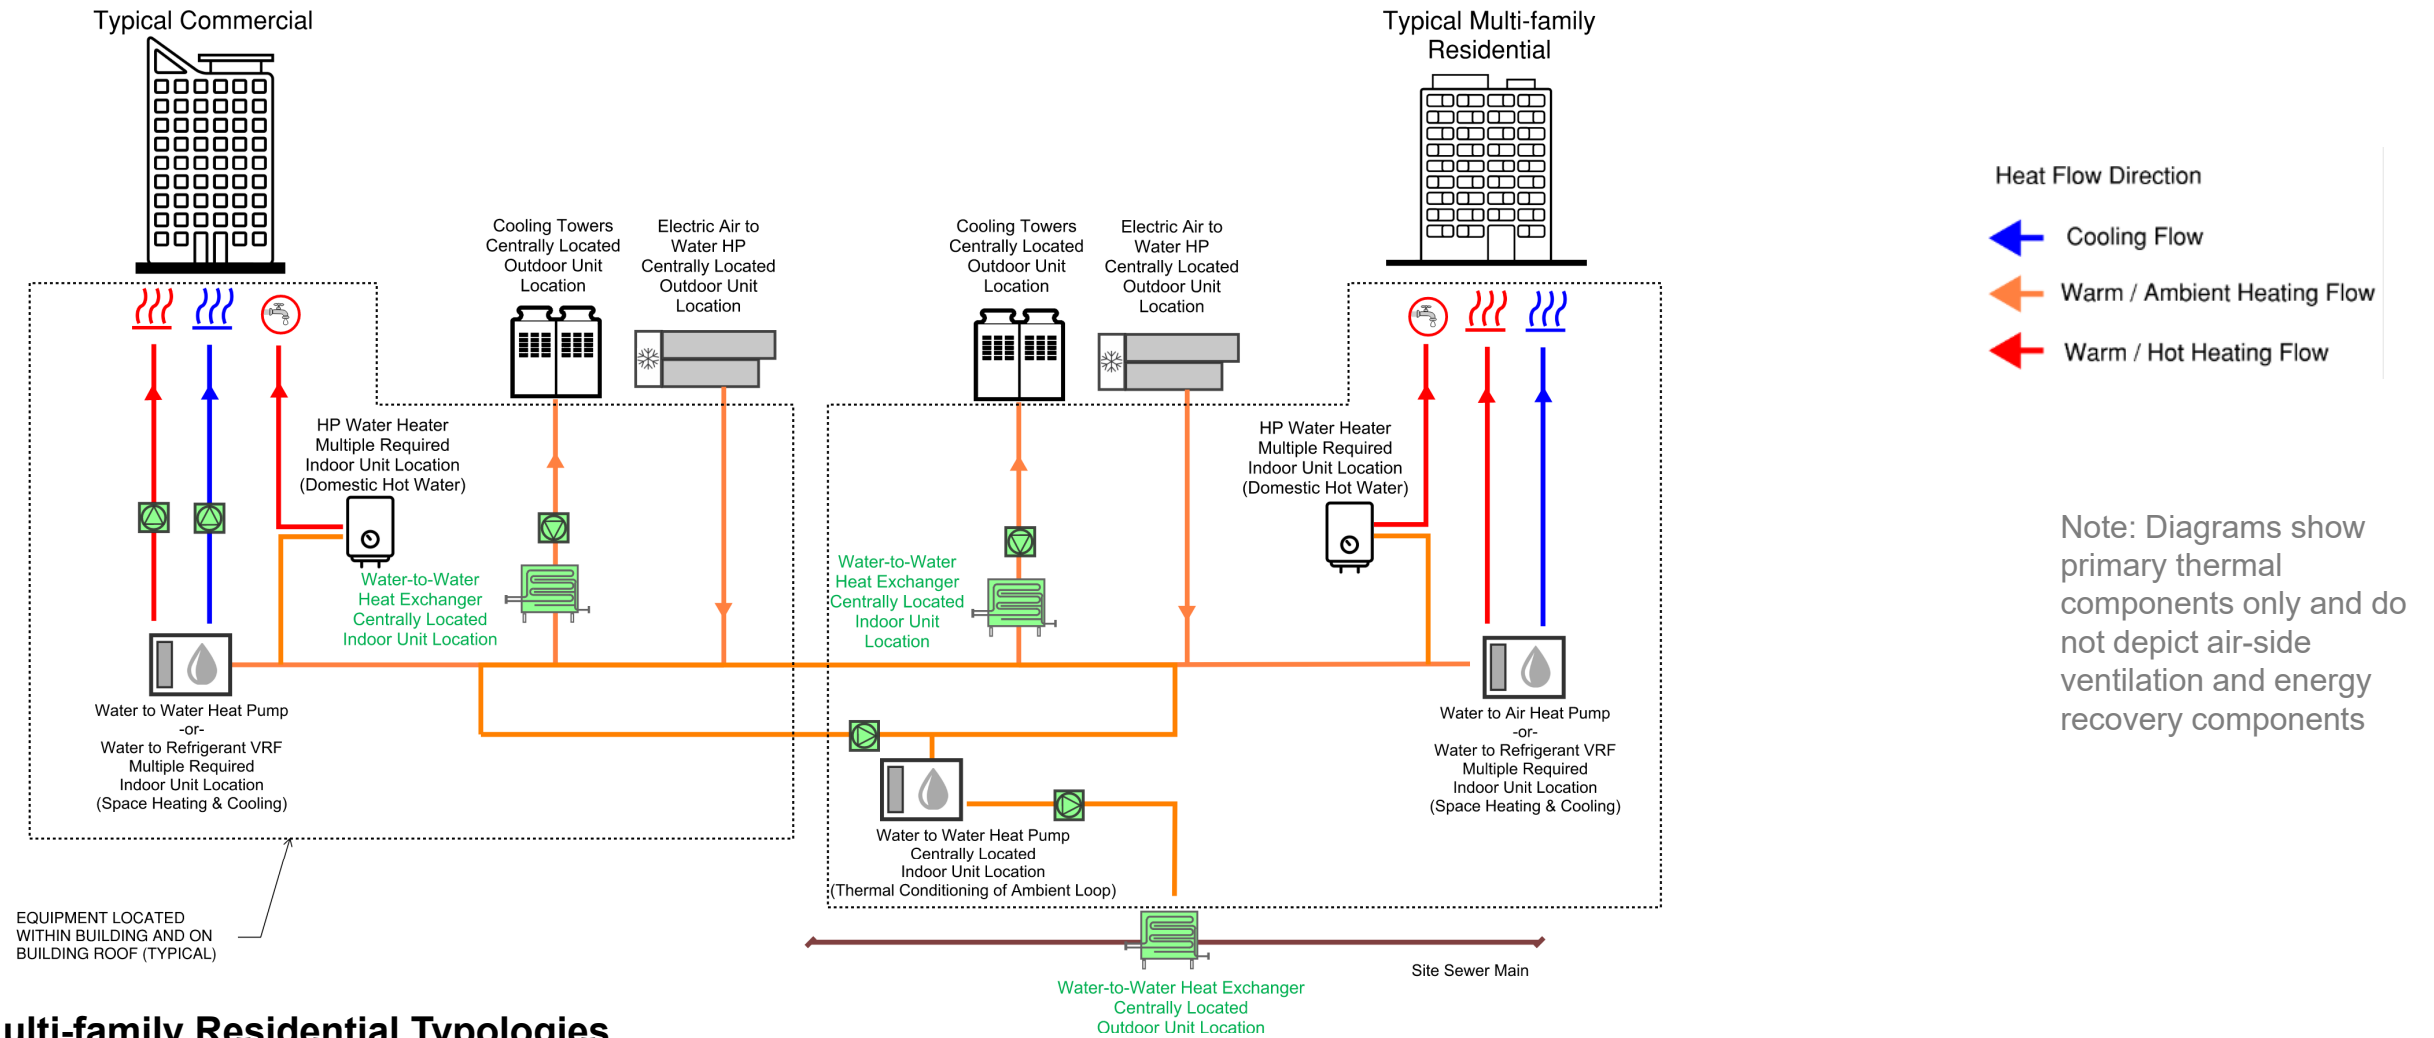 Typical Commercial
Typical Multi-family
Residential
Cooling Towers
Centrally Located
Outdoor Unit
Location
Electric Air to
Water HP
Centrally Located
Outdoor Unit
Location
Cooling Towers
Centrally Located
Outdoor Unit
Location
Electric Air to
Water HP
Centrally Located
Outdoor Unit
Location
Heat Flow Direction
Cooling Flow
Warm / Ambient Heating Flow
Warm / Hot Heating Flow
HP Water Heater
Multiple Required
Indoor Unit Location
(Domestic Hot Water)
HP Water Heater
Multiple Required
Indoor Unit Location
(Domestic Hot Water)
Water-to-Water
Heat Exchanger
Centrally Located
Indoor Unit Location
Water-to-Water
Heat Exchanger
Centrally Located
Indoor Unit
Location
Note: Diagrams show
primary thermal
components only and do
not depict air-side
ventilation and energy
recovery components
Water to Water Heat Pump
-or-
Water to Refrigerant VRF
Multiple Required
Indoor Unit Location
(Space Heating & Cooling)
Water to Air Heat Pump
-or-
Water to Refrigerant VRF
Multiple Required
Indoor Unit Location
(Space Heating & Cooling)
Water to Water Heat Pump
Centrally Located
Indoor Unit Location
(Thermal Conditioning of Ambient Loop)
EQUIPMENT LOCATED
WITHIN BUILDING AND ON
BUILDING ROOF (TYPICAL)
Site Sewer Main
Water-to-Water Heat Exchanger
Centrally Located
Outdoor Unit Location
ulti-family Residential Typologies